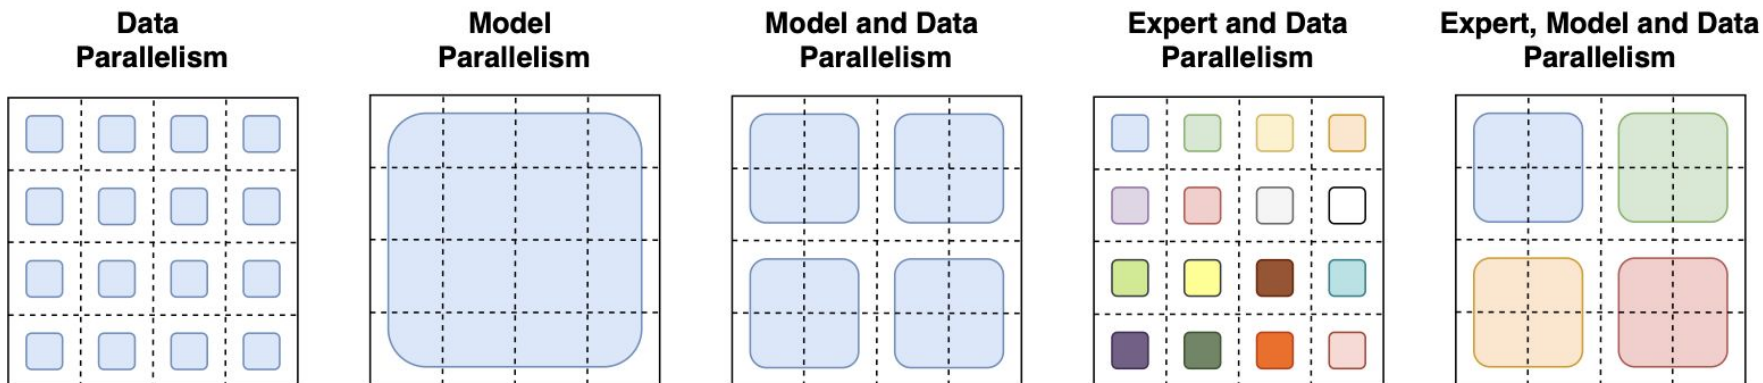 Data
Parallelism
Model
Parallelism
Model and Data
Parallelism
Expert and Data
Parallelism
Expert, Model and Data
Parallelism